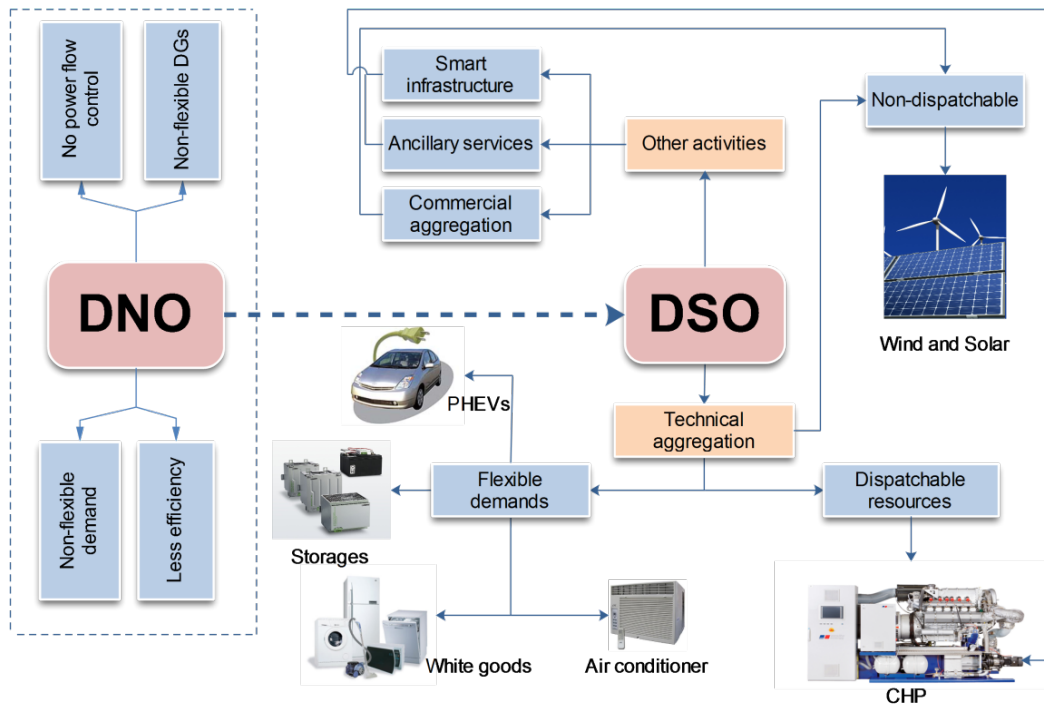 No power flow
control
Non-flexible DGs
DNO
Non-flexible
demand
Less efficiency
Smart
infrastructure
Ancillary services
Commercial
aggregation
Other activities
Non-dispatchable
Wind and Solar
DSO
Technical
aggregation
PHEVs
Flexible
demands
Dispatchable
resources
Storages
White goods
Air conditioner
CHP